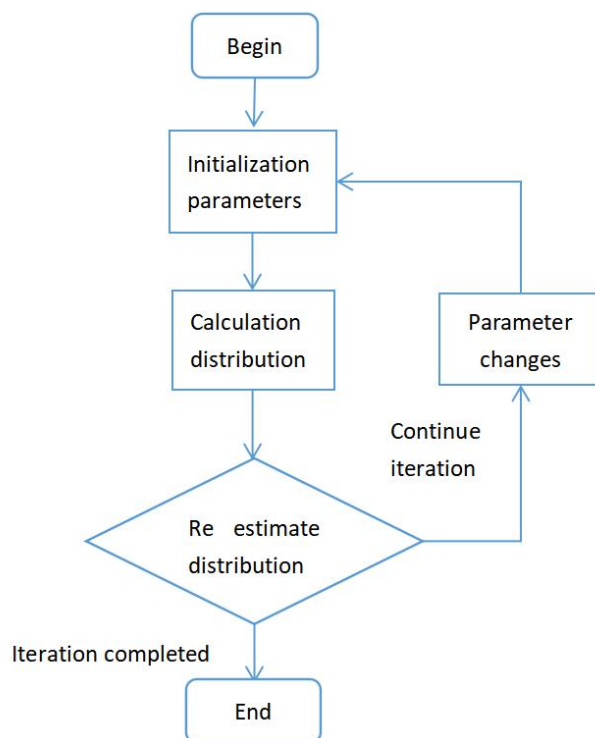 Begin
Initialization
parameters
Calculation
distribution
Parameter
changes
Continue
iteration
Re estimate
distribution
Iteration completed
End